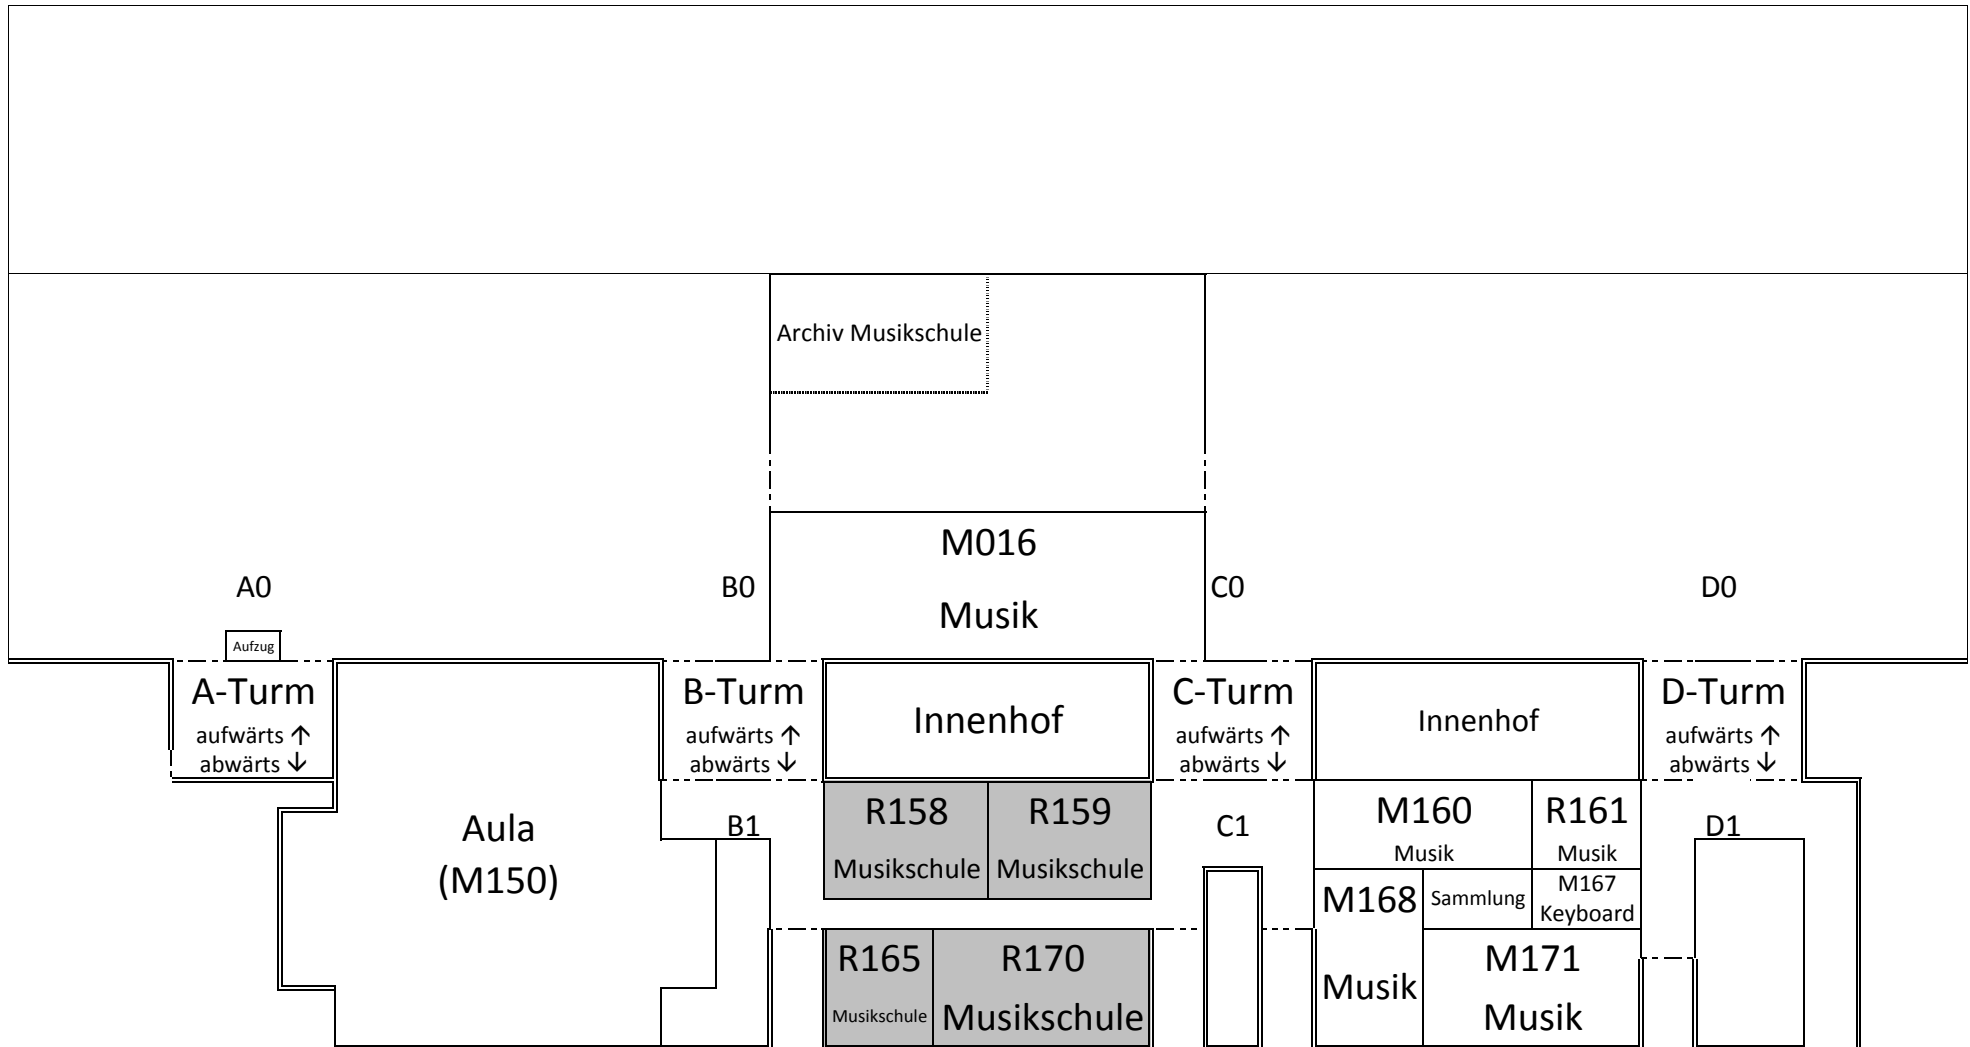 Archiv Musikschule
M016
Musik
A0
B0
C0
D0
Aufzug
A-Turm
aufwärts ↑
abwärts ↓
B-Turm
aufwärts ↑
abwärts ↓
Innenhof
C-Turm
aufwärts ↑
abwärts ↓
Innenhof
D-Turm
aufwärts ↑
abwärts ↓
Aula
(M150)
B1
R158
Musikschule
R159
Musikschule
C1
M160
Musik
R161
Musik
D1
M168
Musik
Sammlung
M167
Keyboard
R165
Musikschule
R170
Musikschule
M171
Musik